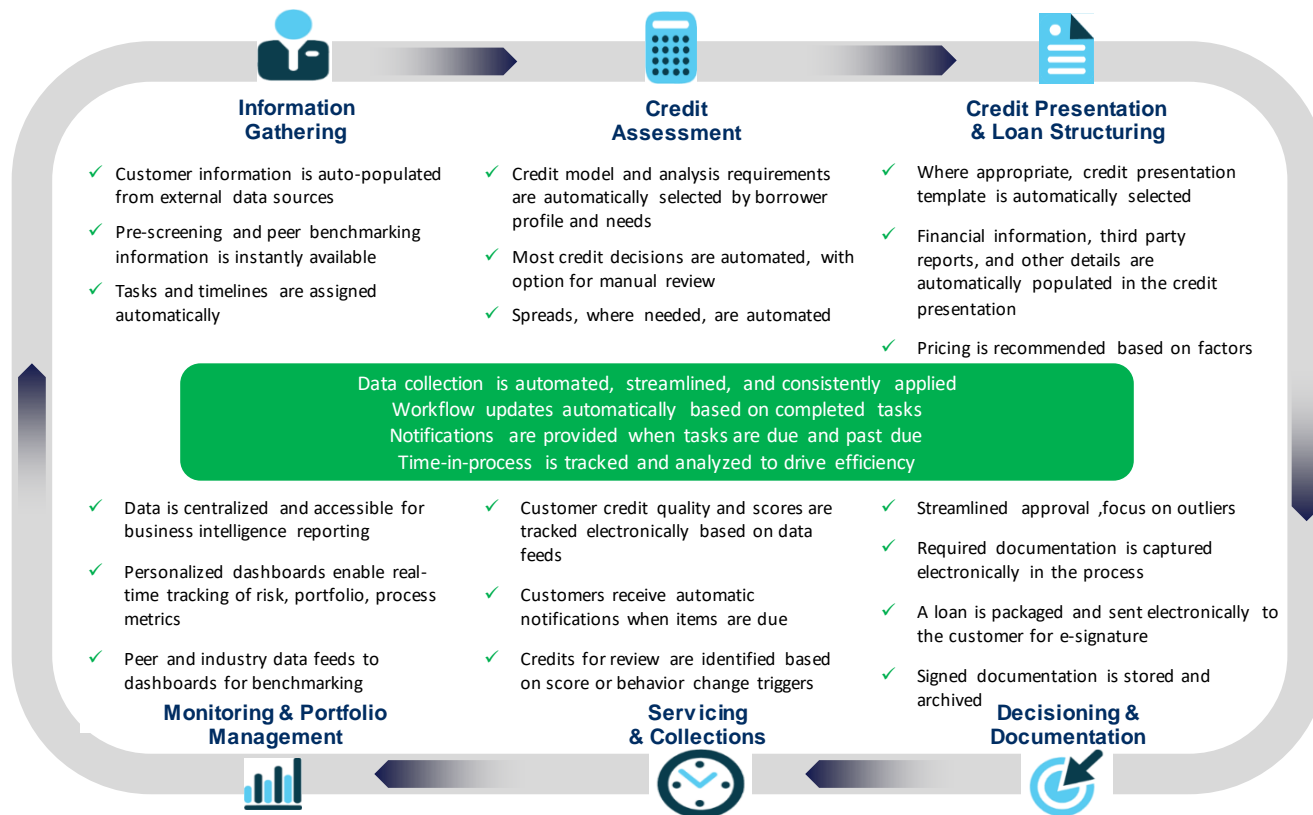 Information
Gathering
Customer information is auto-populated
from external data sources
Pre-screening and peer benchmarking
information is instantly available
Tasks and timelines are assigned
automatically
Credit
Assessment
Credit model and analysis requirements
are automatically selected by borrower
profile and needs
Most credit decisions are automated, with
option for manual review
Spreads, where needed, are automated
Credit Presentation
& Loan Structuring
Where appropriate, credit presentation
template is automatically selected
Financial information, third party
reports, and other details are
automatically populated in the credit
presentation
Pricing is recommended based on factors
Data collection is automated, streamlined, and consistently applied
Workflow updates automatically based on completed tasks
Notifications are provided when tasks are due and past due
Time-in-process is tracked and analyzed to drive efficiency
Data is centralized and accessible for
business intelligence reporting
Personalized dashboards enable real-
time tracking of risk, portfolio, process
metrics
Peer and industry data feeds to
dashboards for benchmarking
Monitoring & Portfolio
Management
Customer credit quality and scores are
tracked electronically based on data
feeds
Customers receive automatic
notifications when items are due
Credits for review are identified based
on score or behavior change triggers
Servicing
& Collections
Streamlined approval ,focus on outliers
Required documentation is captured
electronically in the process
A loan is packaged and sent electronically to
the customer for e-signature
Signed documentation is stored and
archived
Decisioning &
Documentation